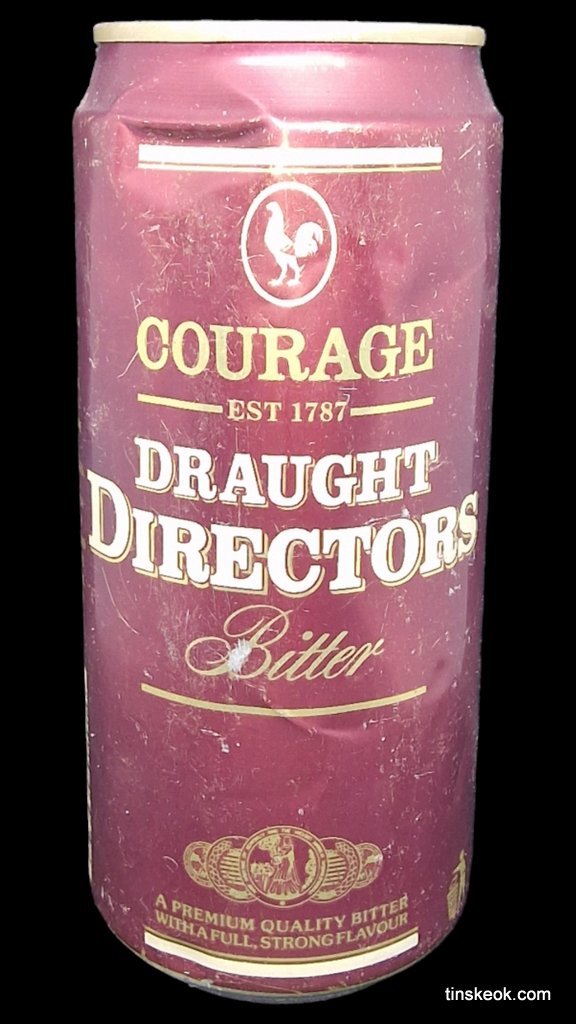 COURAGE
EST 1787
DRAUGHT
DIRECTORS
Bitter
A PREMIUM QUALITY BITTER
WITH A FULL, STRONG FLAVOUR
tinskeok.com